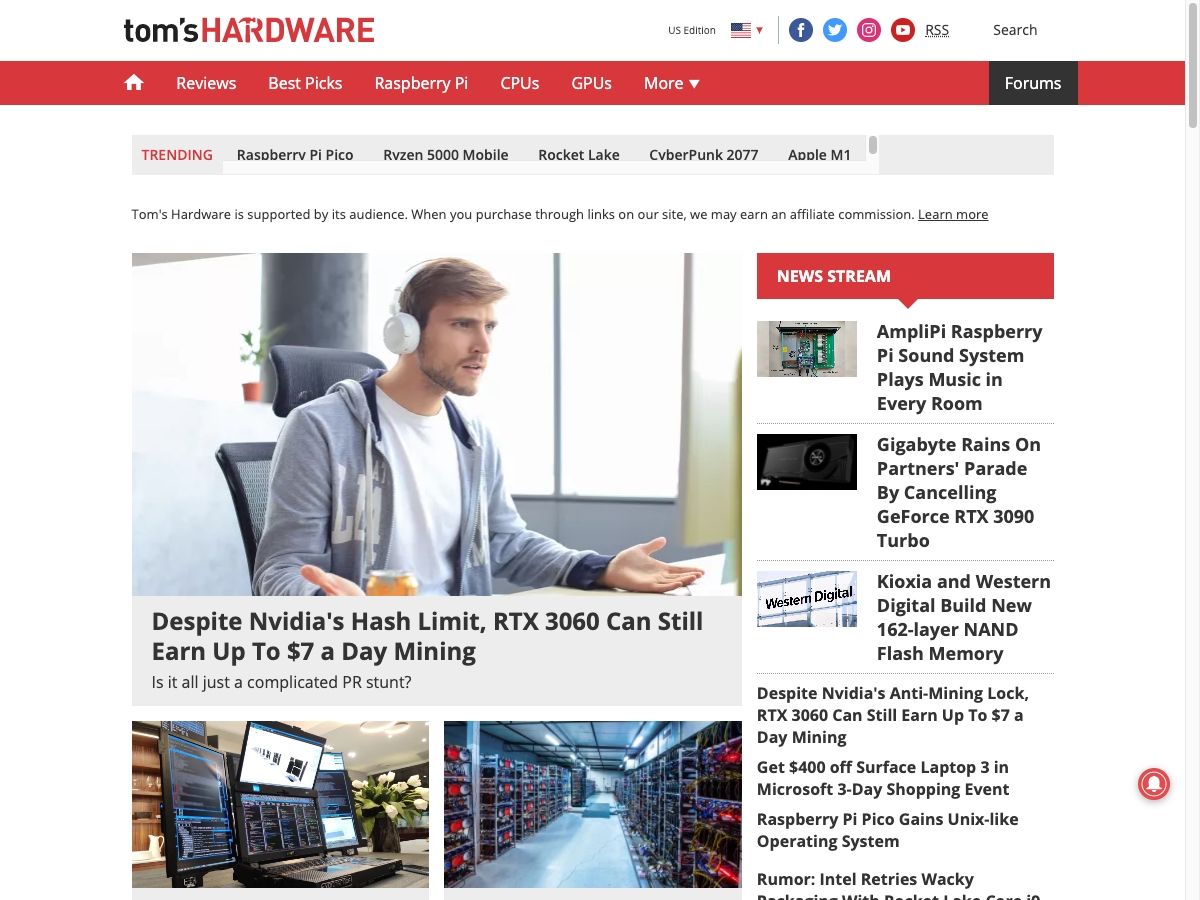 tom'sHARDWARE
US Edition
RSS
Search
Reviews
Best Picks
Raspberry Pi
CPUs
GPUs
More
Forums
TRENDING
Raspberry Pi Pico
Ryzen 5000 Mobile
Rocket Lake
CyberPunk 2077
Apple M1
Tom's Hardware is supported by its audience. When you purchase through links on our site, we may earn an affiliate commission. Learn more
Despite Nvidia's Hash Limit, RTX 3060 Can Still
Earn Up To $7 a Day Mining
Is it all just a complicated PR stunt?
NEWS STREAM
AmpliPi Raspberry
Pi Sound System
Plays Music in
Every Room
Gigabyte Rains On
Partners' Parade
By Cancelling
GeForce RTX 3090
Turbo
Western Digital
Kioxia and Western
Digital Build New
162-layer NAND
Flash Memory
Despite Nvidia's Anti-Mining Lock,
RTX 3060 Can Still Earn Up To $7 a
Day Mining
Get $400 off Surface Laptop 3 in
Microsoft 3-Day Shopping Event
Raspberry Pi Pico Gains Unix-like
Operating System
Rumor: Intel Retries Wacky
Packaging With Rocket Lake Core i9